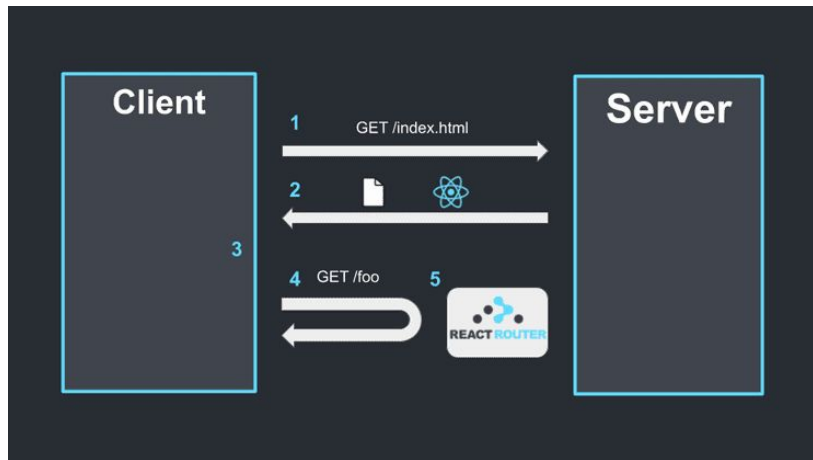 Client
Server
1
GET /index.html
2
3
4
GET /foo
5
REACT ROUTER